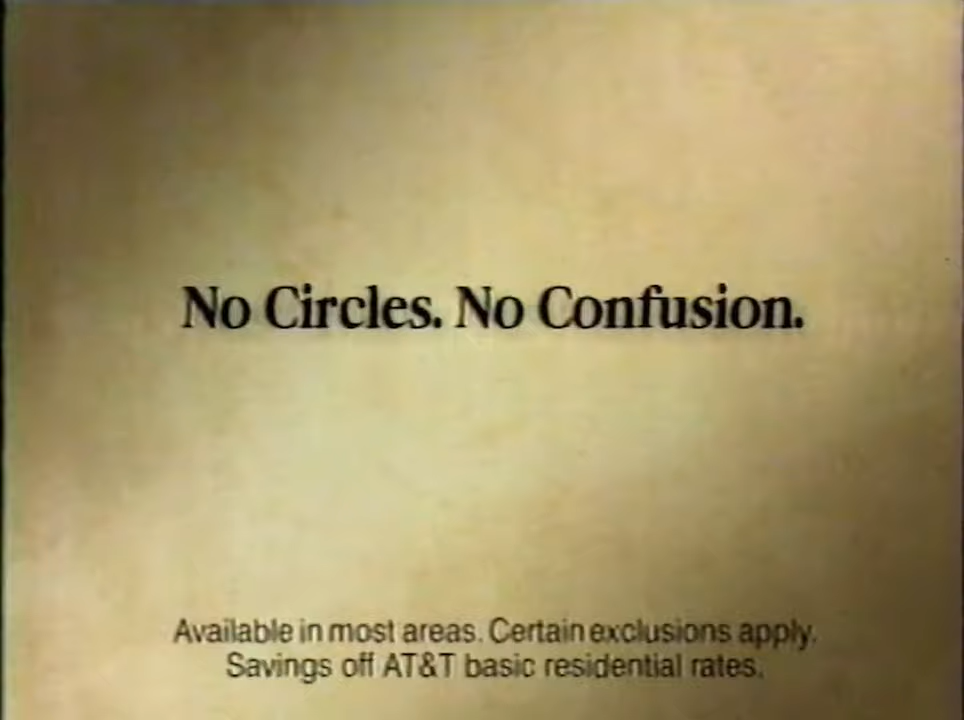 No Circles. No Confusion.
Available in most areas. Certain exclusions apply.
Savings off AT&T basic residential rates.